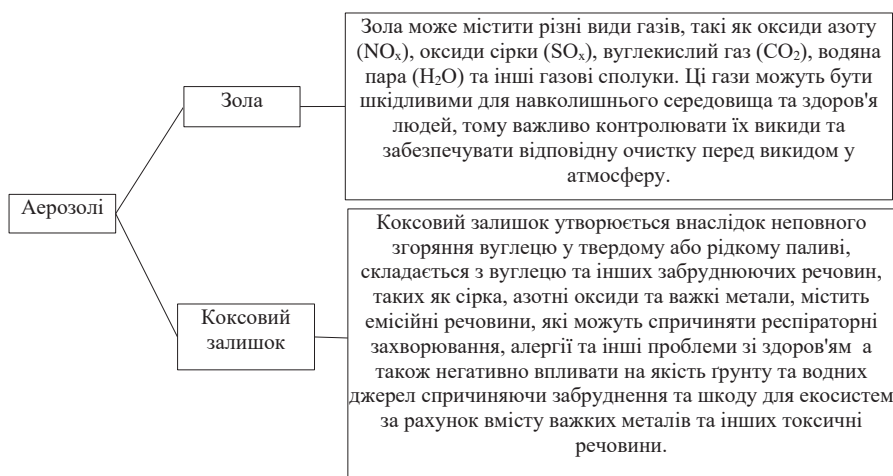 Аерозолі
Зола
Зола може містити різні види газів, такі як оксиди азоту
(NOₓ), оксиди сірки (SOₓ), вуглекислий газ (CO₂), водяна
пара (H₂O) та інші газові сполуки. Ці гази можуть бути
шкідливими для навколишнього середовища та здоров'я
людей, тому важливо контролювати їх викиди та
забезпечувати відповідну очистку перед викидом у
атмосферу.
Коксовий
залишок
Коксовий залишок утворюється внаслідок неповного
згоряння вуглецю у твердому або рідкому паливі,
складається з вуглецю та інших забруднюючих речовин,
таких як сірка, азотні оксиди та важкі метали, містить
емісійні речовини, які можуть спричиняти респіраторні
захворювання, алергії та інші проблеми зі здоров'ям а
також негативно впливати на якість ґрунту та водних
джерел спричиняючи забруднення та шкоду для екосистем
за рахунок вмісту важких металів та інших токсичні
речовини.